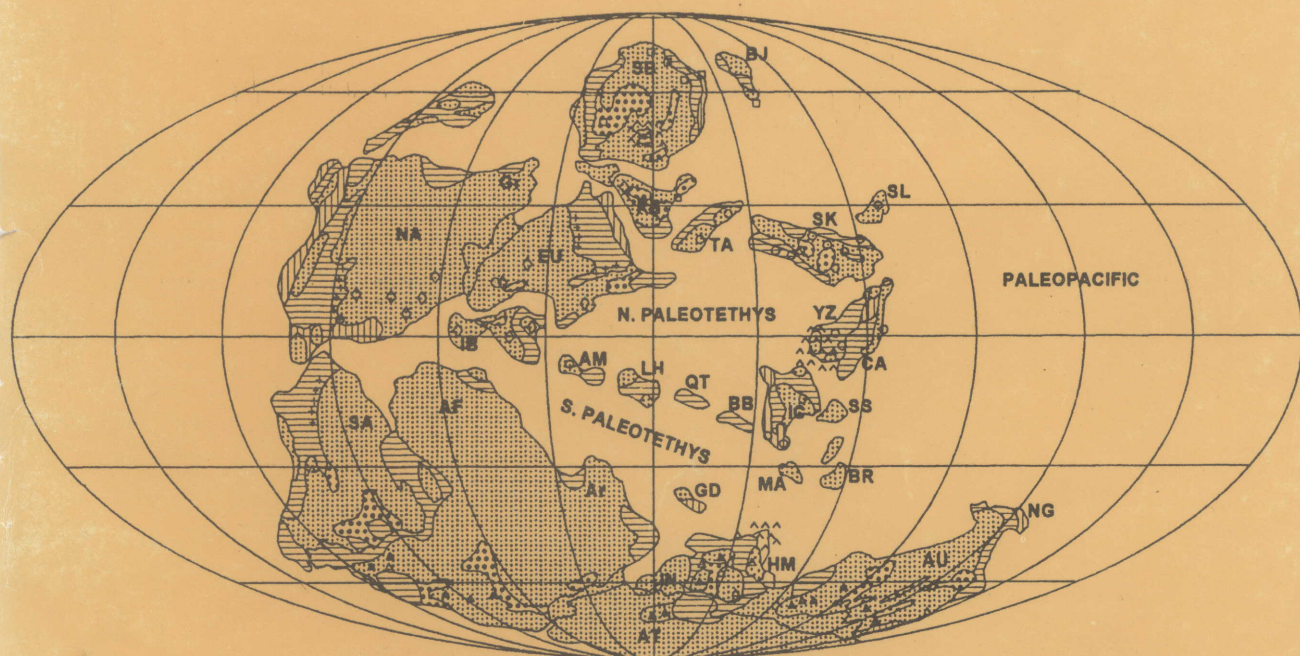 BJ
SB
SL
Gr
SK
NA
TA
EU
PALEOPACIFIC
N. PALEOTETHYS
YZ
IB
AM
LH
CA
QT
BB
AF
IC
SS
SA
S. PALEOTETHYS
MA
BR
Ar
GD
NG
HM
AU
IN
AT